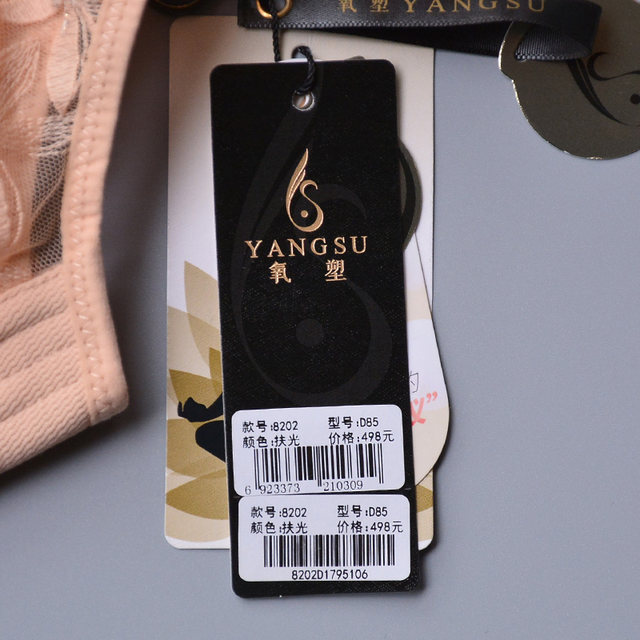 氧 塑 YANGSU
YANGSU
氧 塑
的
义”
款号:8202 型号:D85
颜色:扶光 价格:498元
6 923373 210309
款号:8202 型号:D85
颜色:扶光 价格:498元
8202D1795106